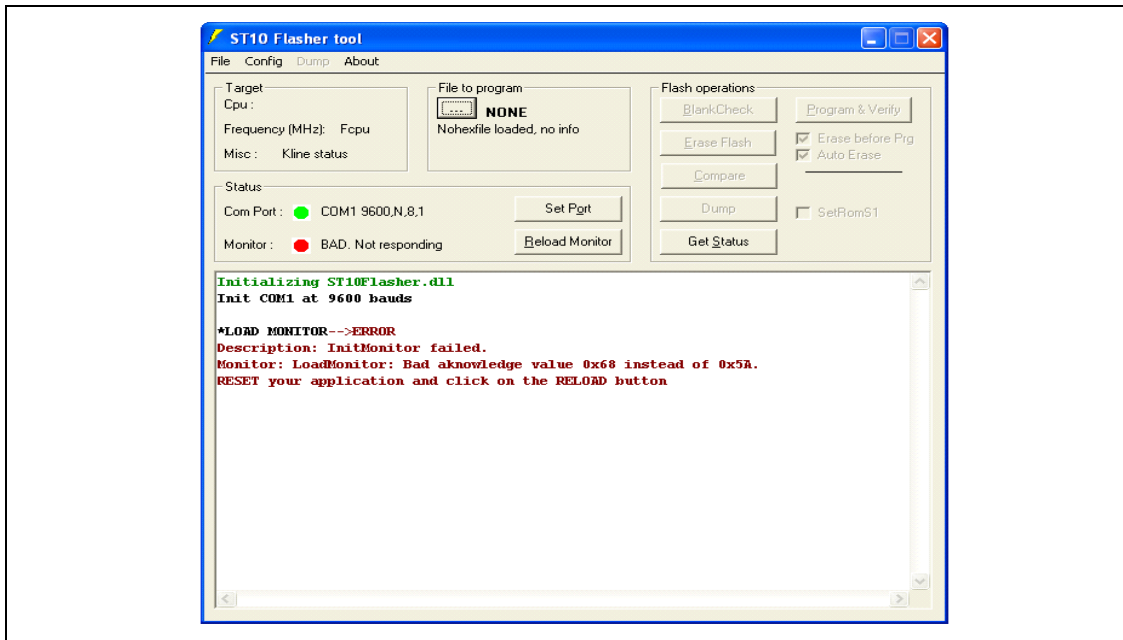 ST10 Flasher tool
File Config Dump About
Target
Cpu :
Frequency (MHz): Fcpu
Misc : Kline status
File to program
... NONE
Nohexfile loaded, no info
Status
Com Port : COM1 9600,N,8,1
Set Port
Monitor : BAD. Not responding
Reload Monitor
Flash operations
BlankCheck
Program & Verify
Erase Flash
Erase before Prg
Auto Erase
Compare
Dump
SetRomS1
Get Status
Initializing ST10Flasher.dll
Init COM1 at 9600 bauds
*LOAD MONITOR-->ERROR
Description: InitMonitor failed.
Monitor: LoadMonitor: Bad aknowledge value 0x68 instead of 0x5A.
RESET your application and click on the RELOAD button